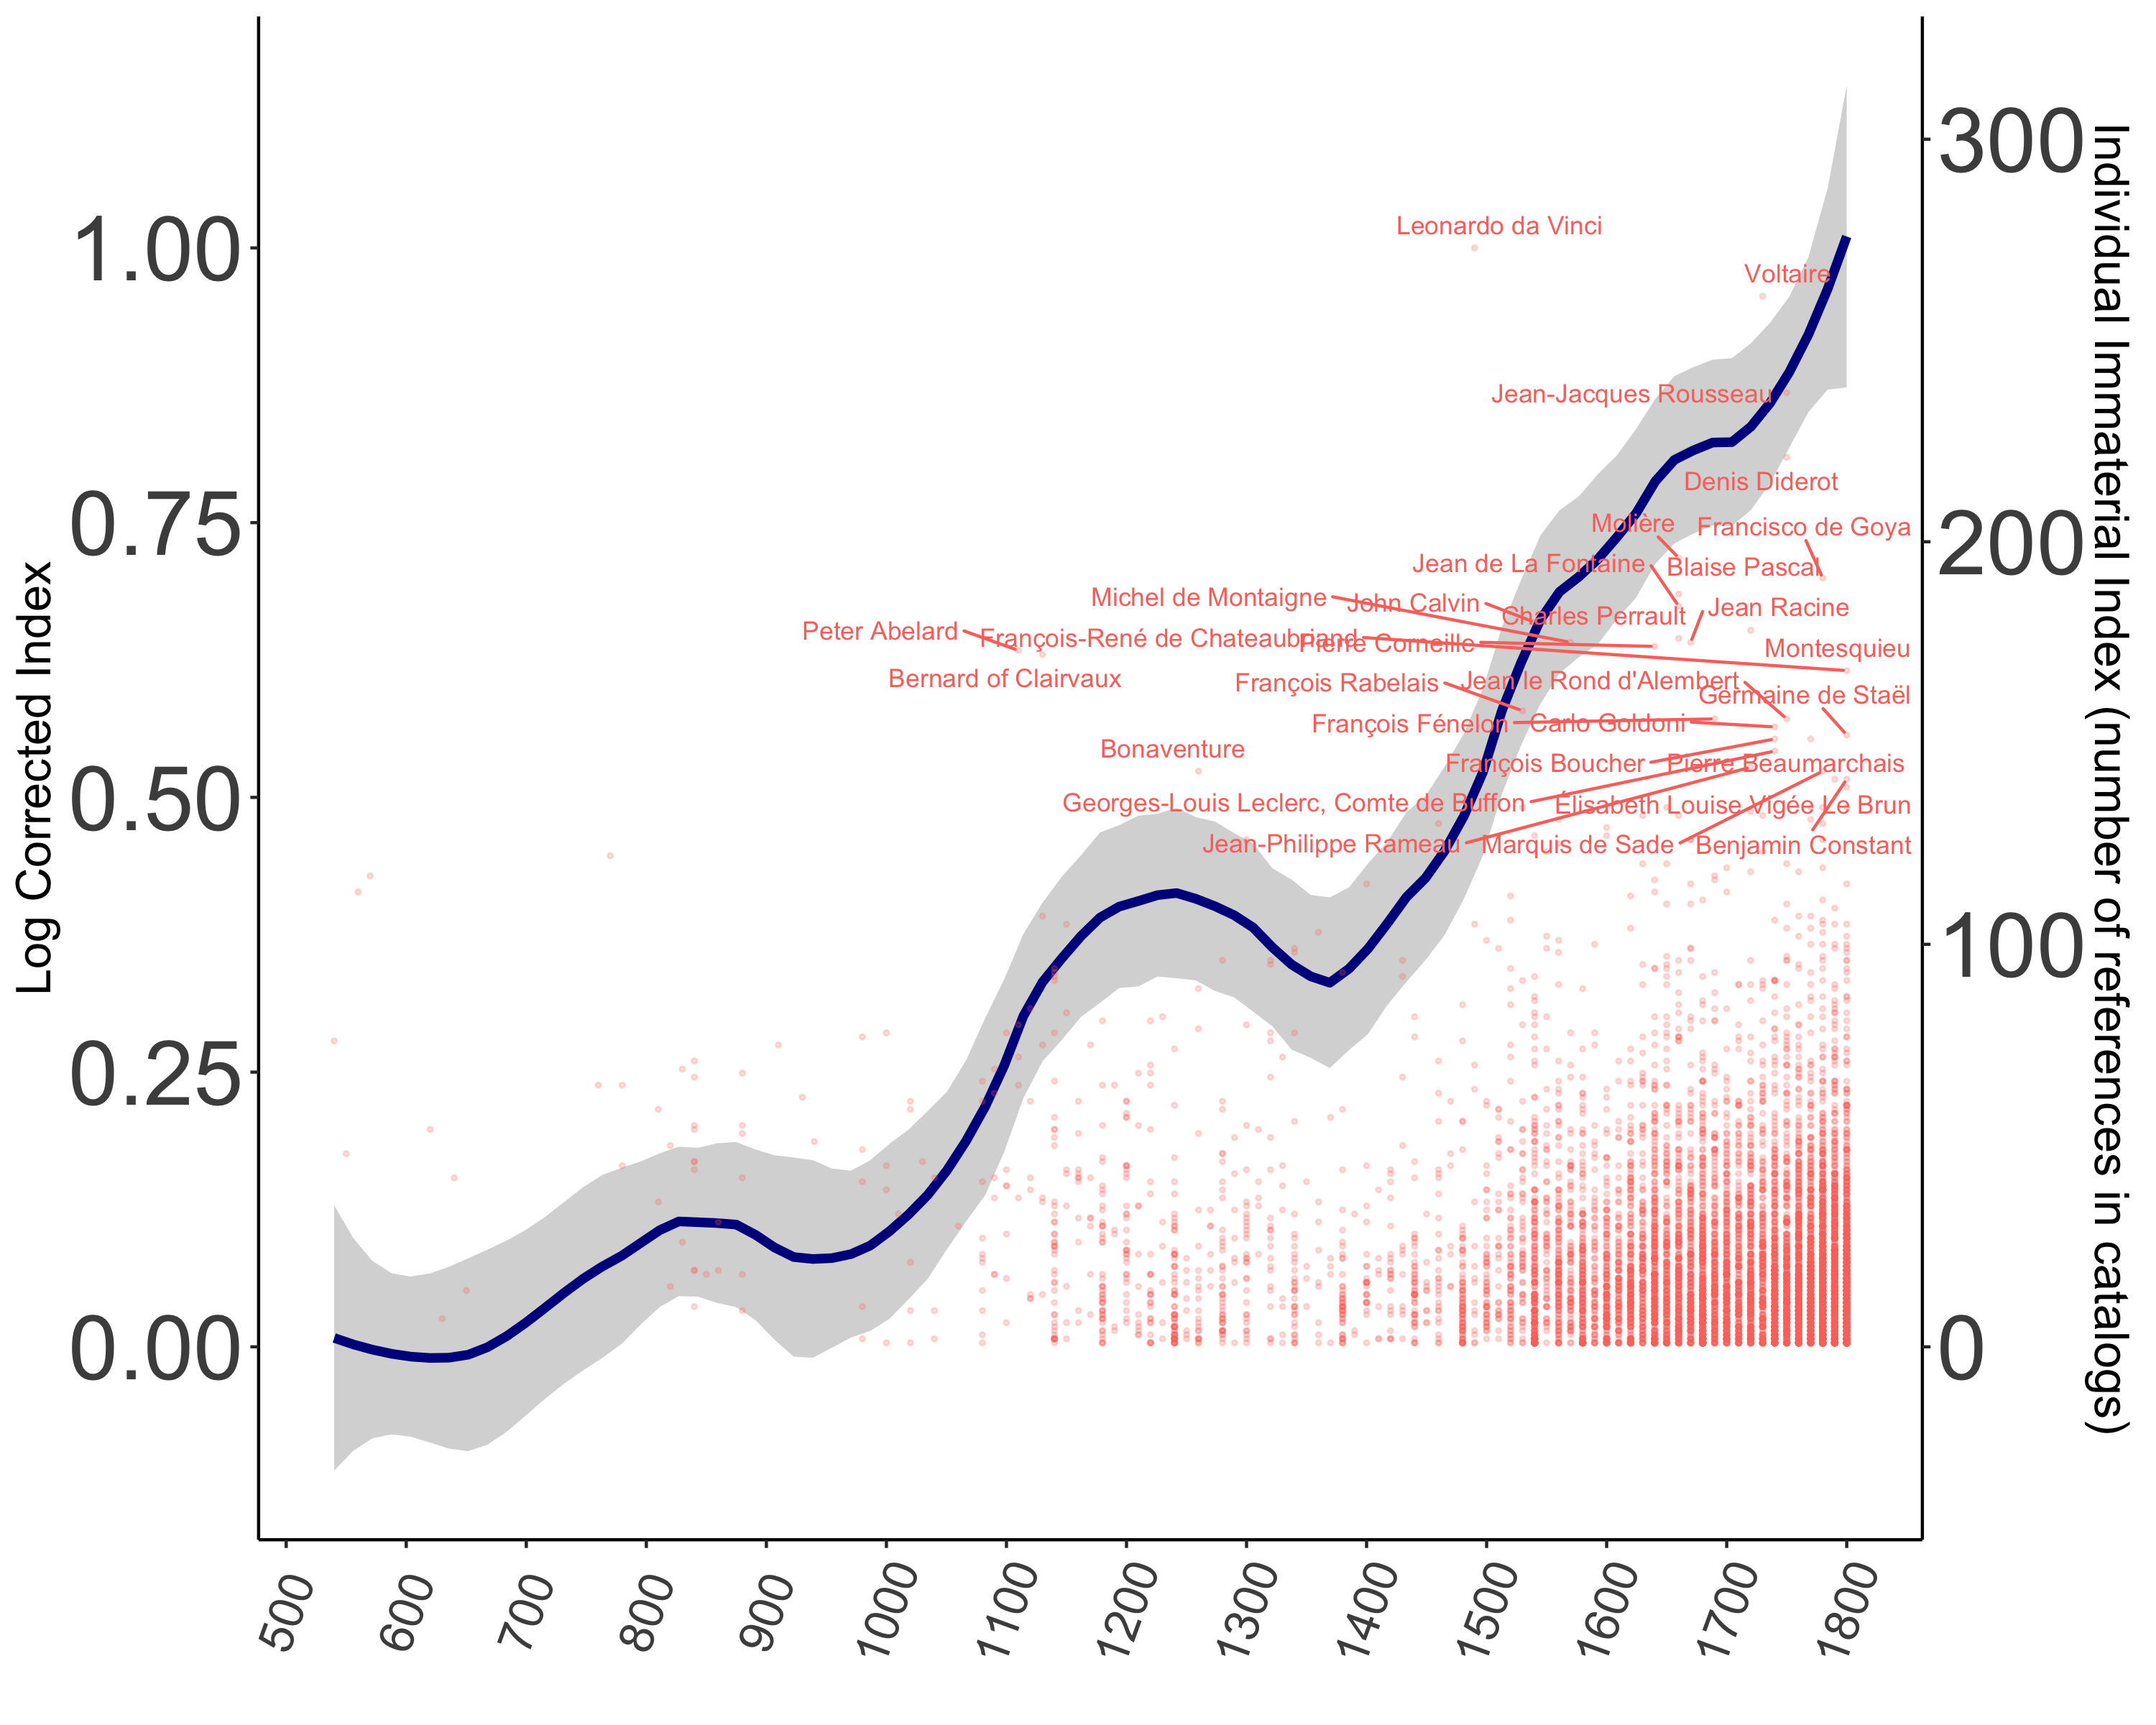 Log Corrected Index
1.00
0.75
0.50
0.25
0.00
Leonardo da Vinci
Voltaire
Jean-Jacques Rousseau
Denis Diderot
Molière
Francisco de Goya
Jean de La Fontaine
Blaise Pascal
Michel de Montaigne
John Calvin
Charles Perrault
Jean Racine
Peter Abelard
François-René de Chateaubriand
Pierre Corneille
Montesquieu
Bernard of Clairvaux
François Rabelais
Jean le Rond d'Alembert
Germaine de Staël
François Fénelon
Carlo Goldoni
Bonaventure
François Boucher
Pierre Beaumarchais
Georges-Louis Leclerc, Comte de Buffon
Élisabeth Louise Vigée Le Brun
Jean-Philippe Rameau
Marquis de Sade
Benjamin Constant
300
200
100
0
Individual Immaterial Index (number of references in catalogs)
500
600
700
800
900
1000
1100
1200
1300
1400
1500
1600
1700
1800